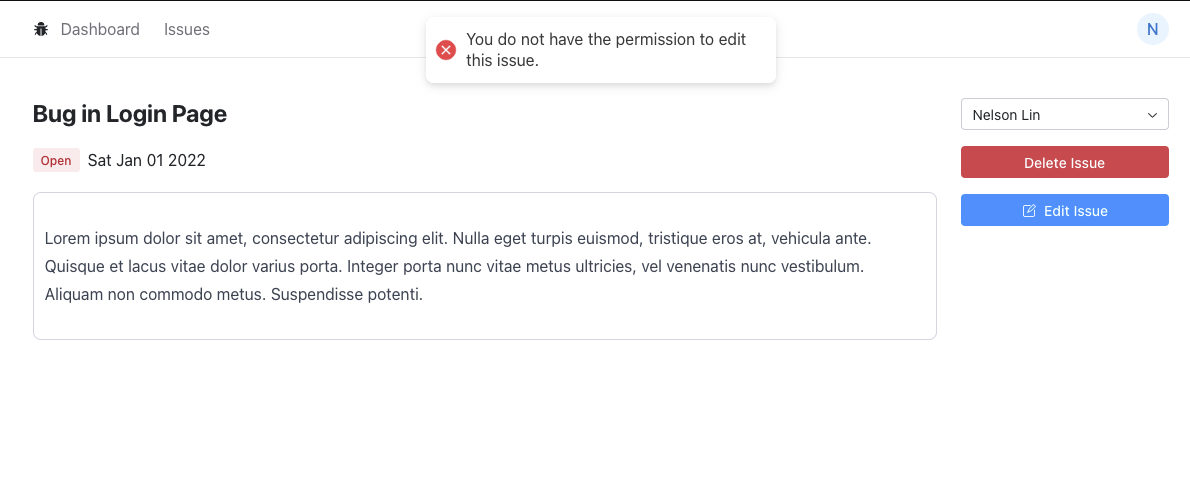 Dashboard Issues
You do not have the permission to edit
this issue.
N
Bug in Login Page
Open Sat Jan 01 2022
Lorem ipsum dolor sit amet, consectetur adipiscing elit. Nulla eget turpis euismod, tristique eros at, vehicula ante.
Quisque et lacus vitae dolor varius porta. Integer porta nunc vitae metus ultricies, vel venenatis nunc vestibulum.
Aliquam non commodo metus. Suspendisse potenti.
Nelson Lin
Delete Issue
Edit Issue